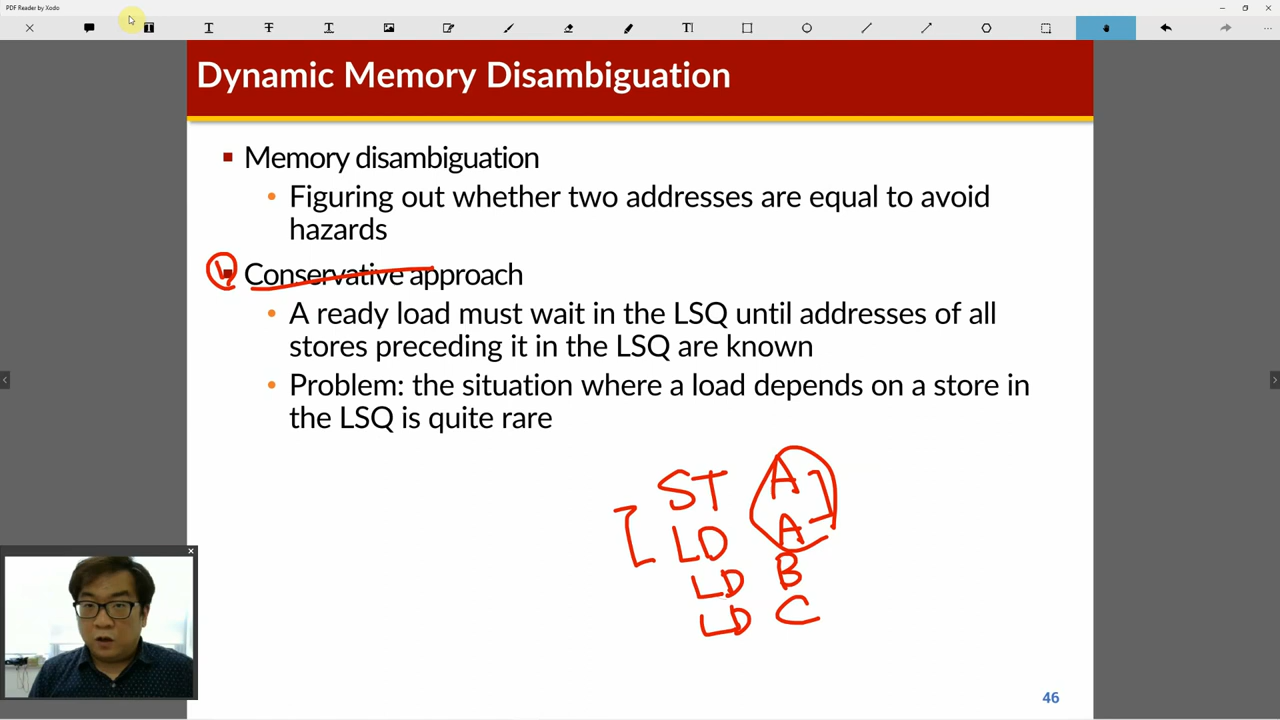 PDF Reader by Xodo
Dynamic Memory Disambiguation
Memory disambiguation
Figuring out whether two addresses are equal to avoid
hazards
Conservative approach
A ready load must wait in the LSQ until addresses of all
stores preceding it in the LSQ are known
Problem: the situation where a load depends on a store in
the LSQ is quite rare
ST A
LD A
LD B
LD C
46